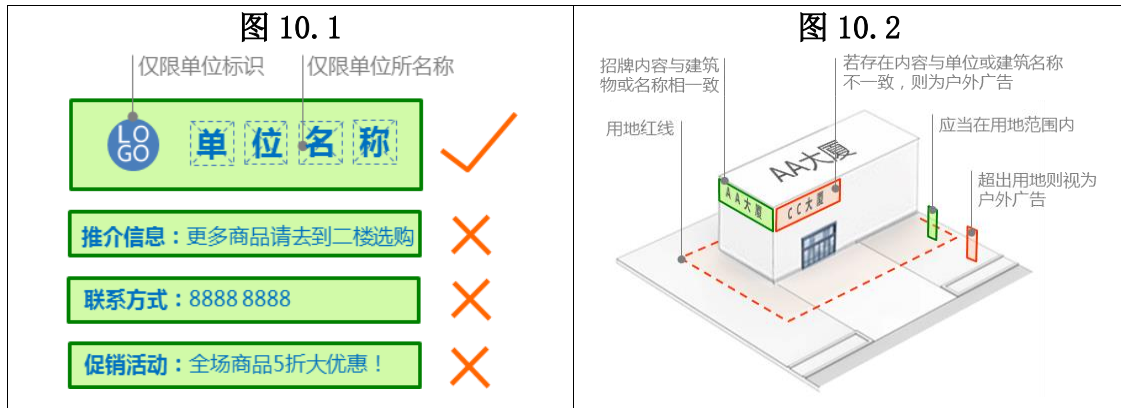 图 10.1
仅限单位标识
仅限单位所名称
LO
GO
单位名称
推介信息：更多商品请去到二楼选购
联系方式：8888 8888
促销活动：全场商品5折大优惠！
图 10.2
招牌内容与建筑
物或名称相一致
若存在内容与单位或建筑名称
不一致，则为户外广告
用地红线
应当在用地范围内
超出用地则视为
户外广告
AA大厦
AA大厦
CC大厦